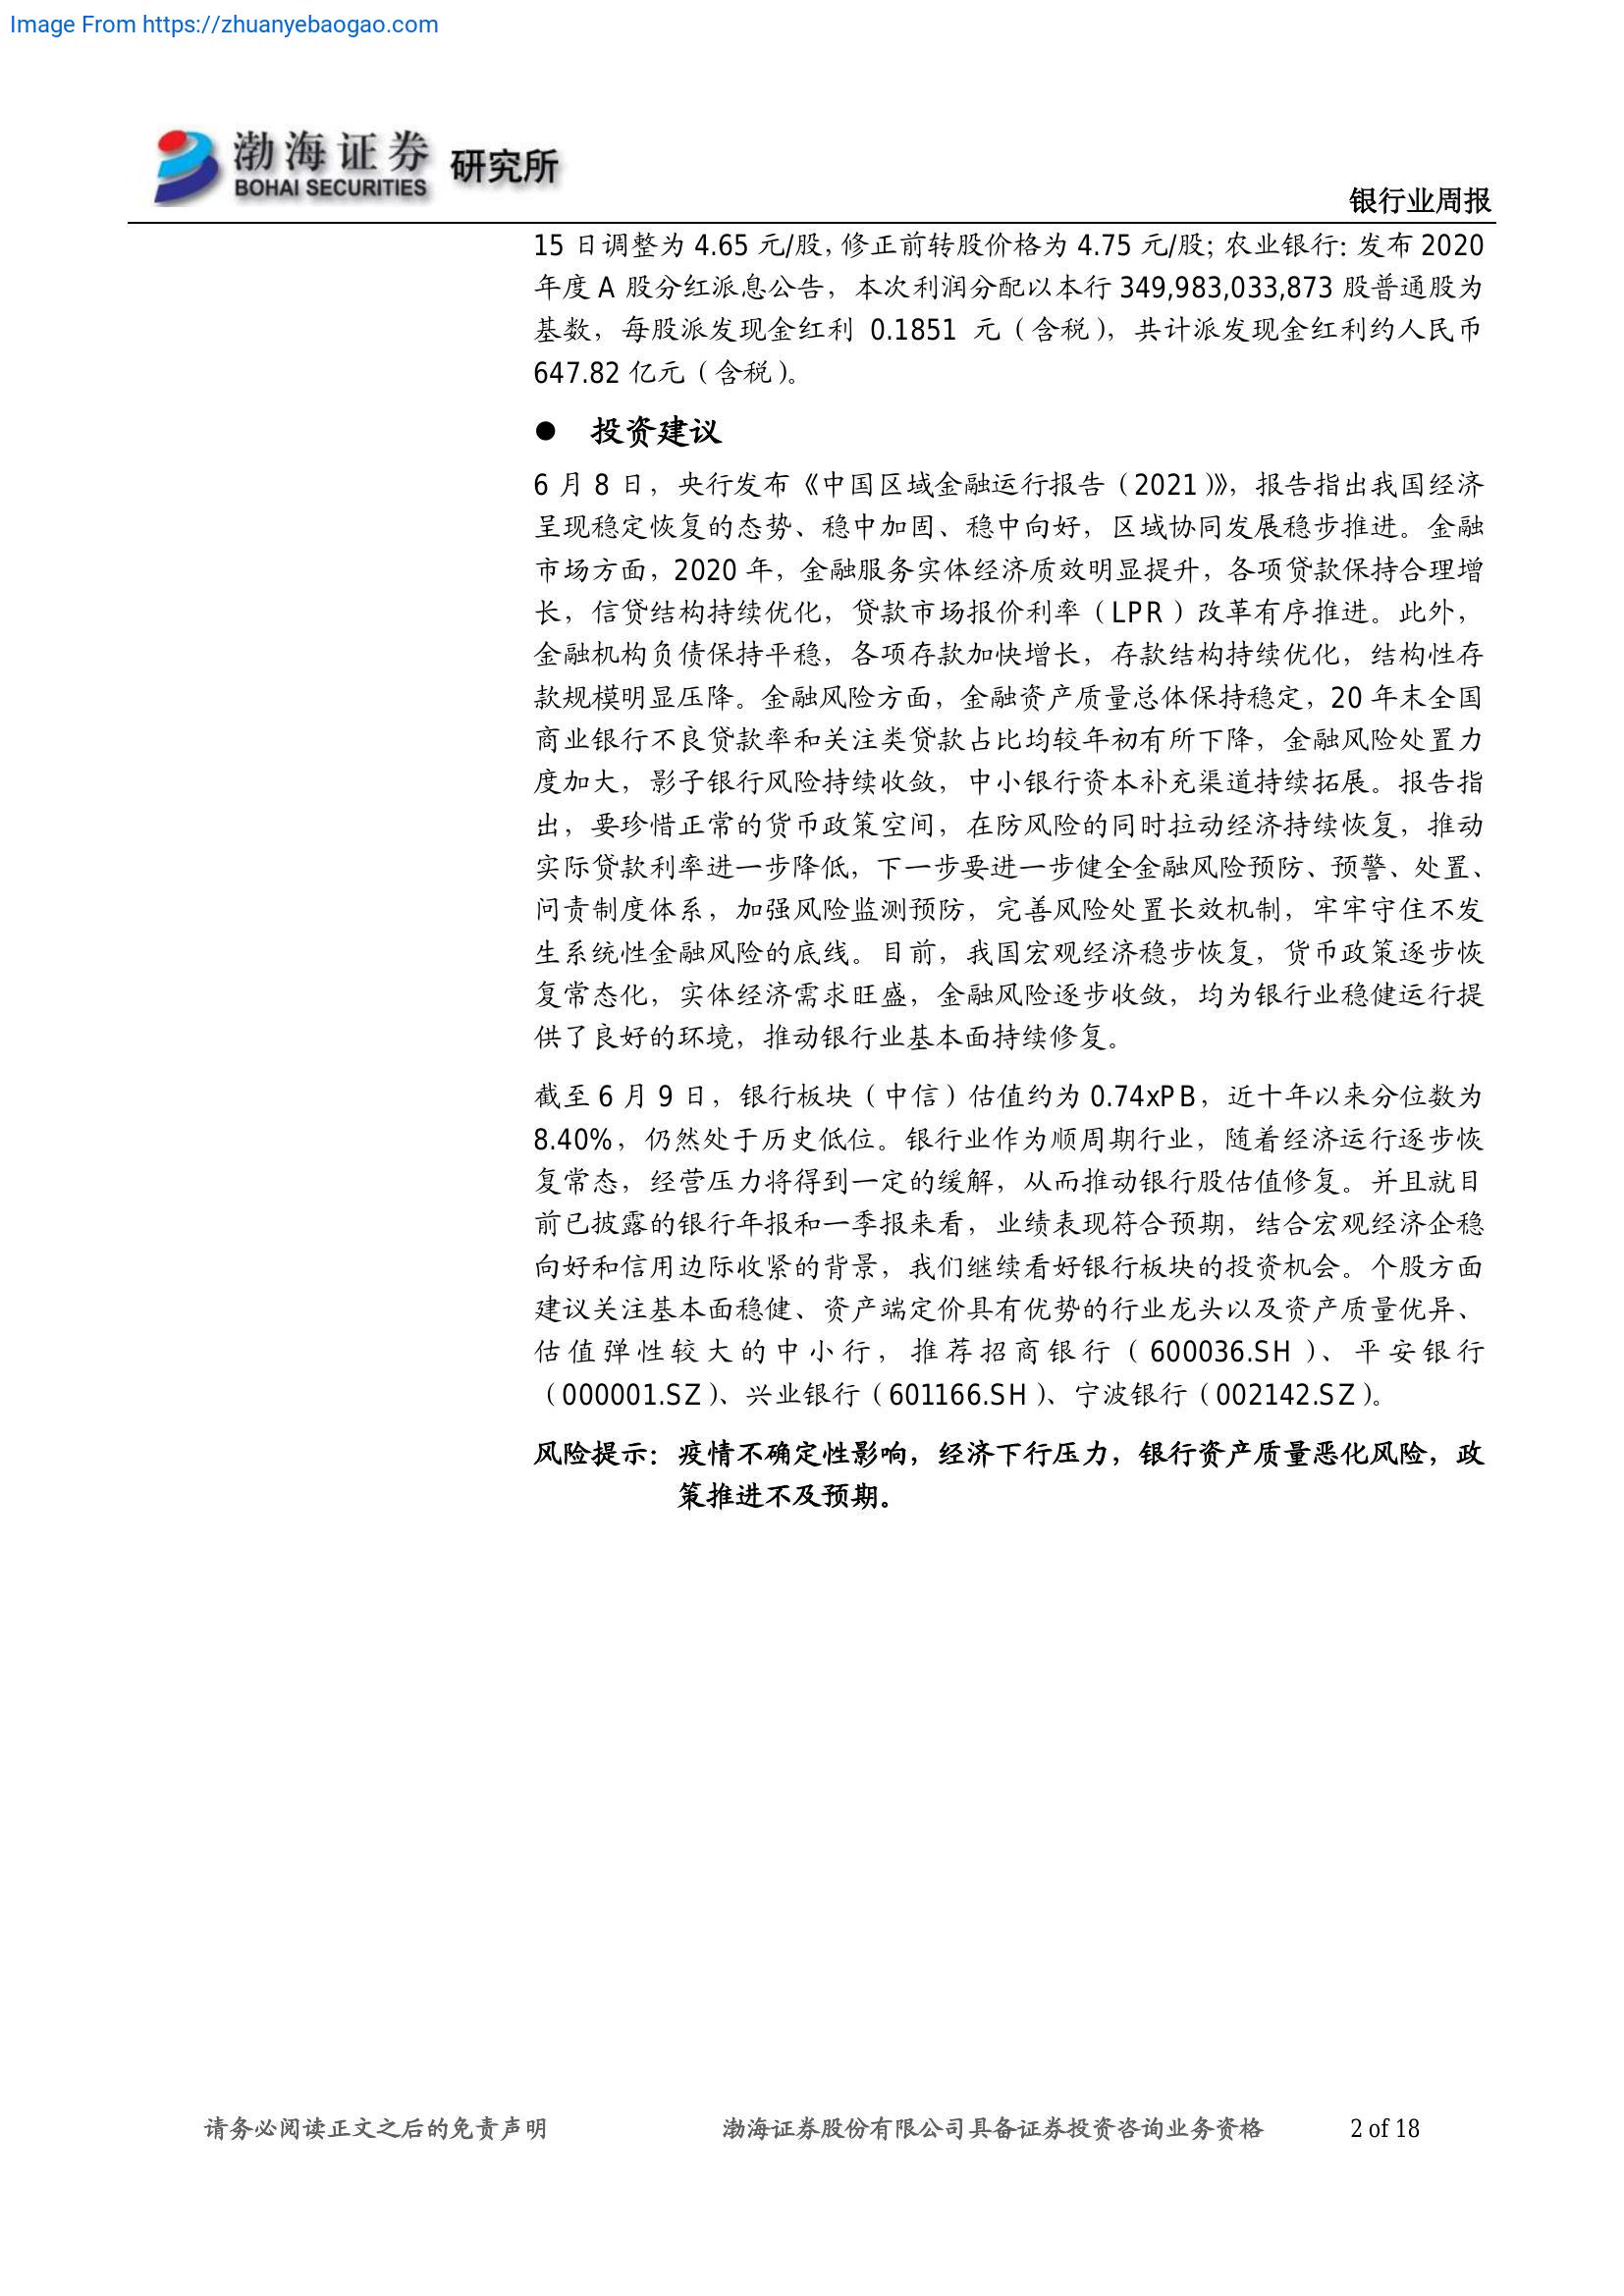 Image From https://zhuanyebaogao.com
渤海证券 研究所
BOHAI SECURITIES
银行业周报
15 日调整为 4.65 元/股，修正前转股价格为 4.75 元/股；农业银行：发布 2020
年度 A 股分红派息公告，本次利润分配以本行 349,983,033,873 股普通股为
基数，每股派发现金红利 0.1851 元（含税），共计派发现金红利约人民币
647.82 亿元（含税）。
● 投资建议
6 月 8 日，央行发布《中国区域金融运行报告（2021）》，报告指出我国经济
呈现稳定恢复的态势、稳中加固、稳中向好，区域协同发展稳步推进。金融
市场方面，2020 年，金融服务实体经济质效明显提升，各项贷款保持合理增
长，信贷结构持续优化，贷款市场报价利率（LPR）改革有序推进。此外，
金融机构负债保持平稳，各项存款加快增长，存款结构持续优化，结构性存
款规模明显压降。金融风险方面，金融资产质量总体保持稳定，20 年末全国
商业银行不良贷款率和关注类贷款占比均较年初有所下降，金融风险处置力
度加大，影子银行风险持续收敛，中小银行资本补充渠道持续拓展。报告指
出，要珍惜正常的货币政策空间，在防风险的同时拉动经济持续恢复，推动
实际贷款利率进一步降低，下一步要进一步健全金融风险预防、预警、处置、
问责制度体系，加强风险监测预防，完善风险处置长效机制，牢牢守住不发
生系统性金融风险的底线。目前，我国宏观经济稳步恢复，货币政策逐步恢
复常态化，实体经济需求旺盛，金融风险逐步收敛，均为银行业稳健运行提
供了良好的环境，推动银行业基本面持续修复。
截至 6 月 9 日，银行板块（中信）估值约为 0.74xPB，近十年以来分位数为
8.40%，仍然处于历史低位。银行业作为顺周期行业，随着经济运行逐步恢
复常态，经营压力将得到一定的缓解，从而推动银行股估值修复。并且就目
前已披露的银行年报和一季报来看，业绩表现符合预期，结合宏观经济企稳
向好和信用边际收紧的背景，我们继续看好银行板块的投资机会。个股方面
建议关注基本面稳健、资产端定价具有优势的行业龙头以及资产质量优异、
估值弹性较大的中小行，推荐招商银行（600036.SH）、平安银行
（000001.SZ）、兴业银行（601166.SH）、宁波银行（002142.SZ）。
风险提示：疫情不确定性影响，经济下行压力，银行资产质量恶化风险，政
策推进不及预期。
请务必阅读正文之后的免责声明 渤海证券股份有限公司具备证券投资咨询业务资格 2 of 18